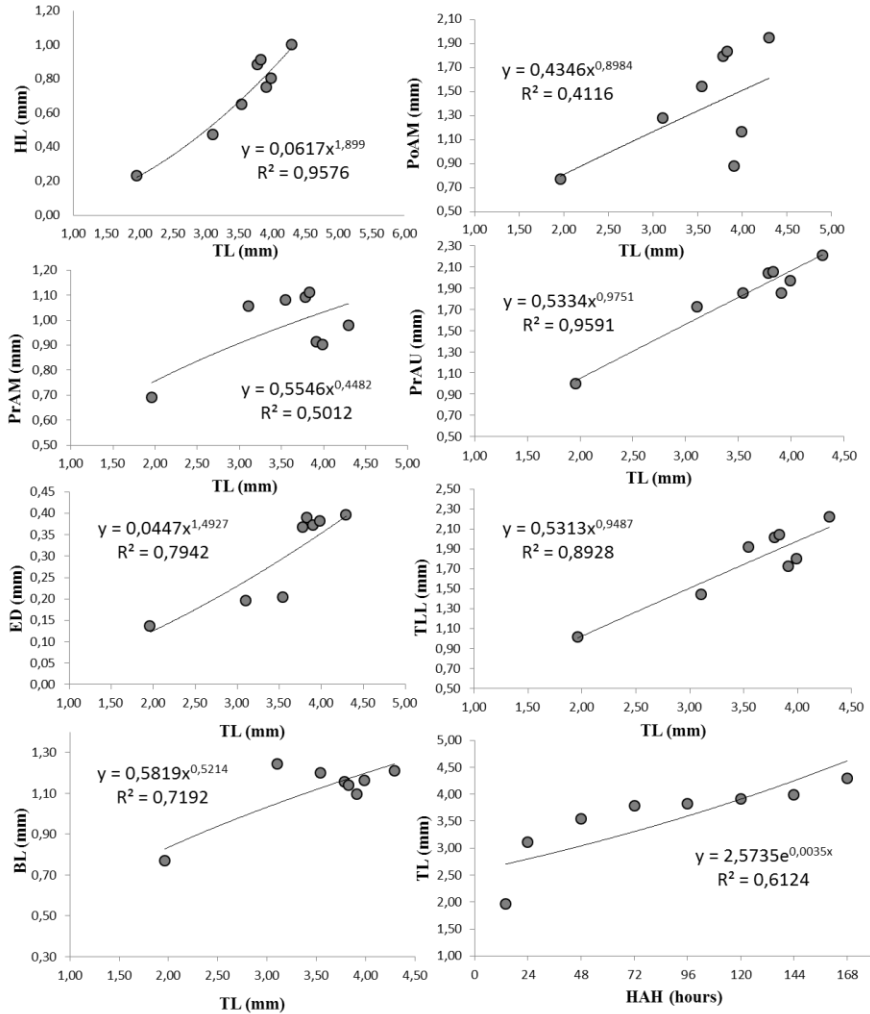 1,20
1,00
0,80
0,60
0,40
0,20
0,00
HL (mm)
y = 0,0617x^1,899
R² = 0,9576
1,00 2,00 3,00 4,00 5,00 6,00
TL (mm)
2,10
1,90
1,70
1,50
1,30
1,10
0,90
0,70
0,50
PoAM (mm)
y = 0,4346x^0,8984
R² = 0,4116
1,00 1,50 2,00 2,50 3,00 3,50 4,00 4,50 5,00
TL (mm)
1,20
1,10
1,00
0,90
0,80
0,70
0,60
0,50
PrAM (mm)
y = 0,5546x^0,4482
R² = 0,5012
1,00 1,50 2,00 2,50 3,00 3,50 4,00 4,50 5,00
TL (mm)
2,30
2,10
1,90
1,70
1,50
1,30
1,10
0,90
0,70
0,50
PrAU (mm)
y = 0,5334x^0,9751
R² = 0,9591
1,00 1,50 2,00 2,50 3,00 3,50 4,00 4,50
TL (mm)
0,45
0,40
0,35
0,30
0,25
0,20
0,15
0,10
0,05
0,00
ED (mm)
y = 0,0447x^1,4927
R² = 0,7942
1,00 1,50 2,00 2,50 3,00 3,50 4,00 4,50 5,00
TL (mm)
2,50
2,30
2,10
1,90
1,70
1,50
1,30
1,10
0,90
0,70
0,50
TLL (mm)
y = 0,5313x^0,9487
R² = 0,8928
1,00 1,50 2,00 2,50 3,00 3,50 4,00 4,50
TL (mm)
1,30
1,10
0,90
0,70
0,50
0,30
BL (mm)
y = 0,5819x^0,5214
R² = 0,7192
1,00 1,50 2,00 2,50 3,00 3,50 4,00 4,50
TL (mm)
5,00
4,50
4,00
3,50
3,00
2,50
2,00
1,50
1,00
TL (mm)
y = 2,5735e^0,0035x
R² = 0,6124
0 24 48 72 96 120 144 168
HAH (hours)